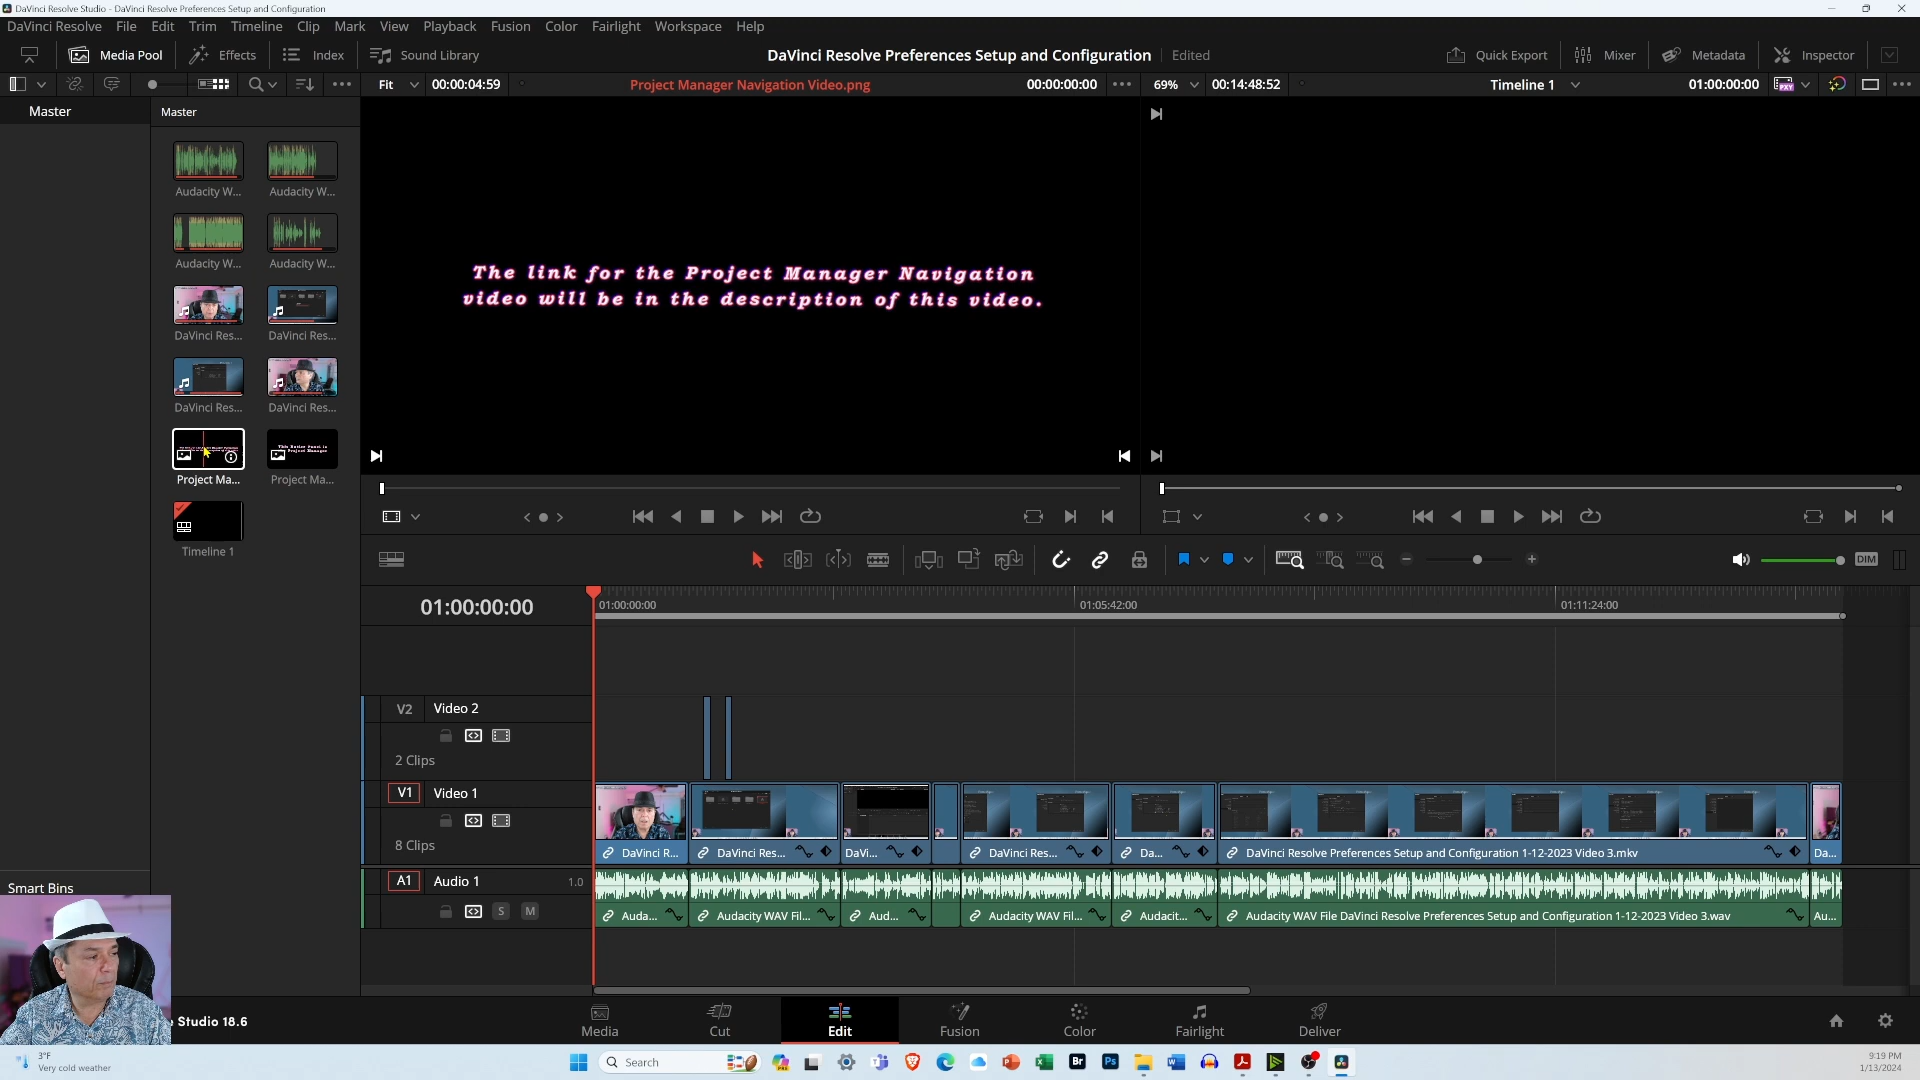 DaVinci Resolve Studio - DaVinci Resolve Preferences Setup and Configuration
DaVinci Resolve File Edit Trim Timeline Clip Mark View Playback Fusion Color Fairlight Workspace Help
Media Pool Effects Index Sound Library DaVinci Resolve Preferences Setup and Configuration Edited Quick Export Mixer Metadata Inspector
Fit 00:00:04:59 Project Manager Navigation Video.png 00:00:00:00 69% 00:14:48:52 Timeline 1 01:00:00:00 PXY
Master Master
Audacity W... Audacity W...
Audacity W... Audacity W...
DaVinci Res... DaVinci Res...
DaVinci Res... DaVinci Res...
Project Ma... Project Ma...
Timeline 1
The link for the Project Manager Navigation
video will be in the description of this video.
DIM
01:00:00:00 01:00:00:00 01:05:42:00 01:11:24:00
V2 Video 2
2 Clips
V1 Video 1
8 Clips
DaVinci R... DaVinci Res... DaVi... DaVinci Res... Da... DaVinci Resolve Preferences Setup and Configuration 1-12-2023 Video 3.mkv Da...
A1 Audio 1 1.0
S M
Auda... Audacity WAV Fil... Aud... Audacity WAV Fil... Audacit... Audacity WAV File DaVinci Resolve Preferences Setup and Configuration 1-12-2023 Video 3.wav Au...
Smart Bins
Studio 18.6
Media Cut Edit Fusion Color Fairlight Deliver
3°F
Very cold weather
Search
Br Ps
9:19 PM
1/13/2024